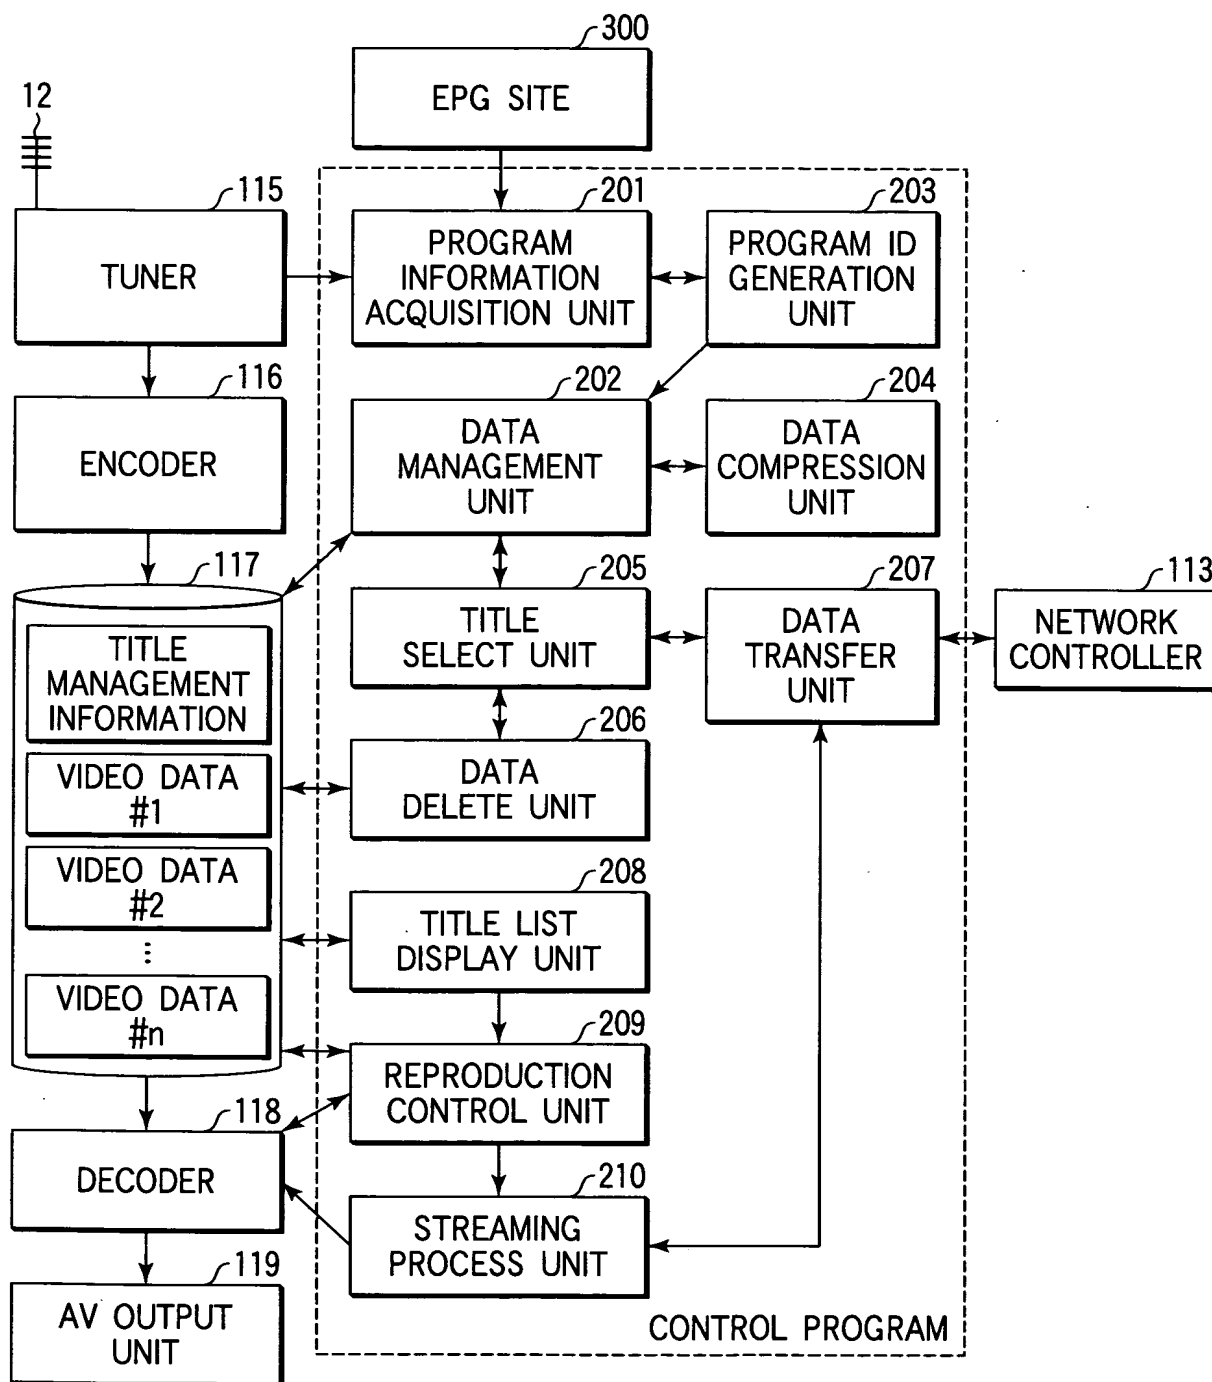 300
EPG SITE
12
115
TUNER
201
PROGRAM
INFORMATION
ACQUISITION UNIT
203
PROGRAM ID
GENERATION
UNIT
116
ENCODER
202
DATA
MANAGEMENT
UNIT
204
DATA
COMPRESSION
UNIT
117
TITLE
MANAGEMENT
INFORMATION
VIDEO DATA
#1
VIDEO DATA
#2
...
VIDEO DATA
#n
205
TITLE
SELECT UNIT
207
DATA
TRANSFER
UNIT
113
NETWORK
CONTROLLER
206
DATA
DELETE UNIT
208
TITLE LIST
DISPLAY UNIT
209
REPRODUCTION
CONTROL UNIT
118
DECODER
210
STREAMING
PROCESS UNIT
119
AV OUTPUT
UNIT
CONTROL PROGRAM